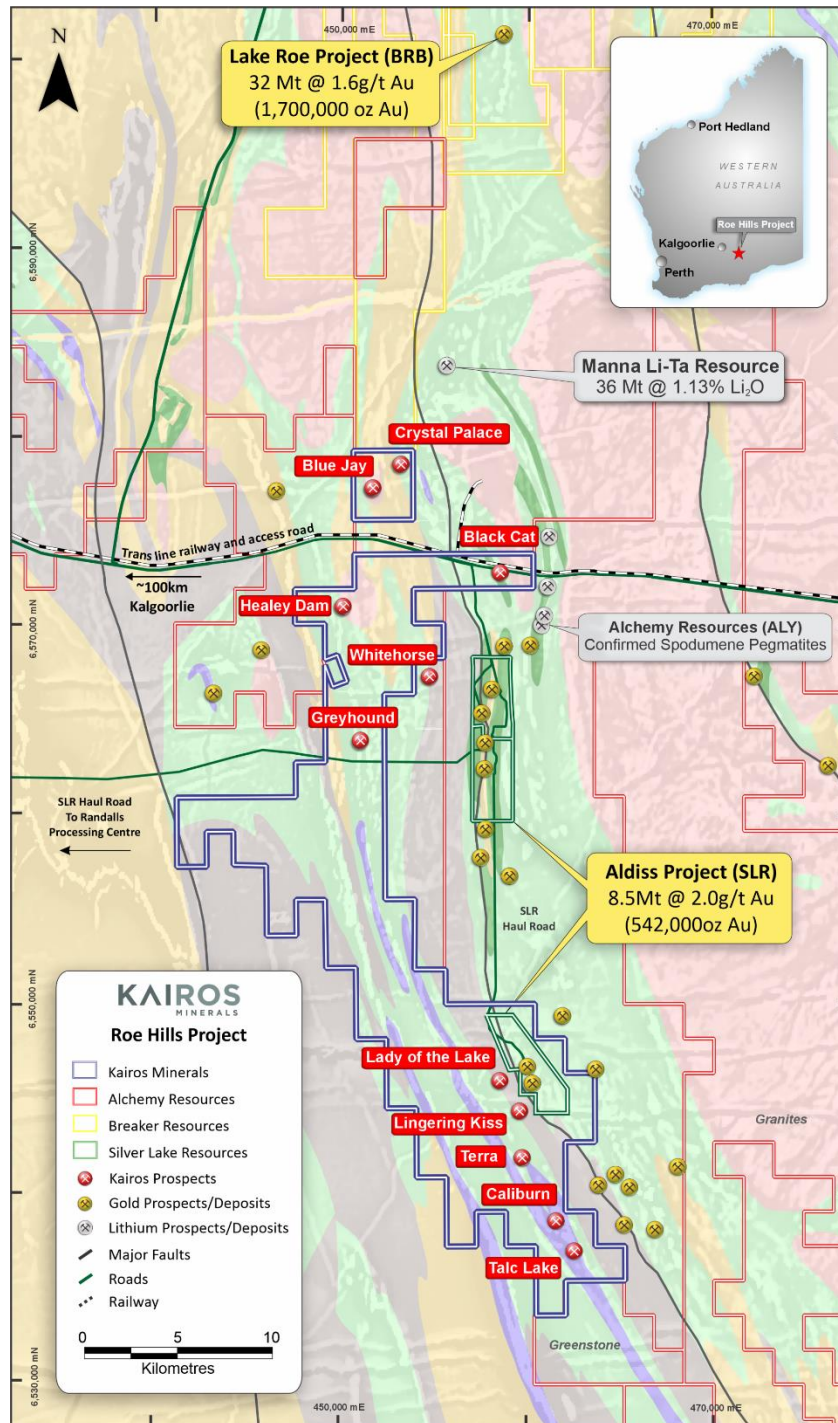 450,000 mE
470,000 mE
N
Lake Roe Project (BRB)
32 Mt @ 1.6g/t Au
(1,700,000 oz Au)
Port Hedland
WESTERN
AUSTRALIA
Roe Hills Project
Kalgoorlie
Perth
6,590,000 mN
Manna Li-Ta Resource
36 Mt @ 1.13% Li₂O
Crystal Palace
Blue Jay
Trans line railway and access road
Black Cat
~100km
Kalgoorlie
Healey Dam
6,570,000 mN
Alchemy Resources (ALY)
Confirmed Spodumene Pegmatites
Whitehorse
Greyhound
SLR Haul Road
To Randalls
Processing Centre
Aldiss Project (SLR)
8.5Mt @ 2.0g/t Au
(542,000oz Au)
SLR
Haul Road
6,550,000 mN
KAIROS
MINERALS
Roe Hills Project
Kairos Minerals
Alchemy Resources
Breaker Resources
Silver Lake Resources
Kairos Prospects
Gold Prospects/Deposits
Lithium Prospects/Deposits
Major Faults
Roads
Railway
0 5 10
Kilometres
Lady of the Lake
Lingering Kiss
Granites
Terra
Caliburn
Talc Lake
Greenstone
6,530,000 mN
450,000 mE
470,000 mE